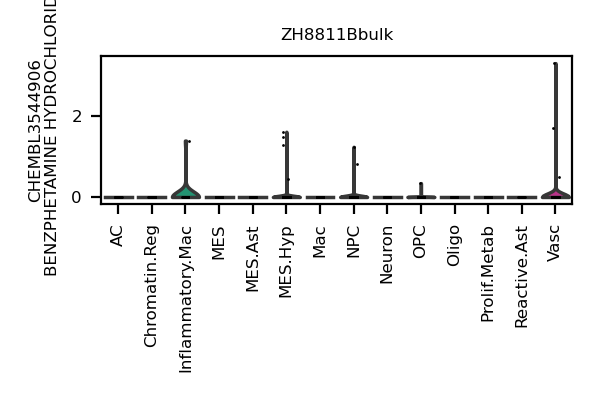 ZH8811Bbulk
CHEMBL3544906
BENZPHETAMINE
2
0
AC
Chromatin.Reg
Inflammatory.Mac
MES
MES.Ast
MES.Hyp
Mac
NPC
Neuron
OPC
Oligo
Prolif.Metab
Reactive.Ast
Vasc